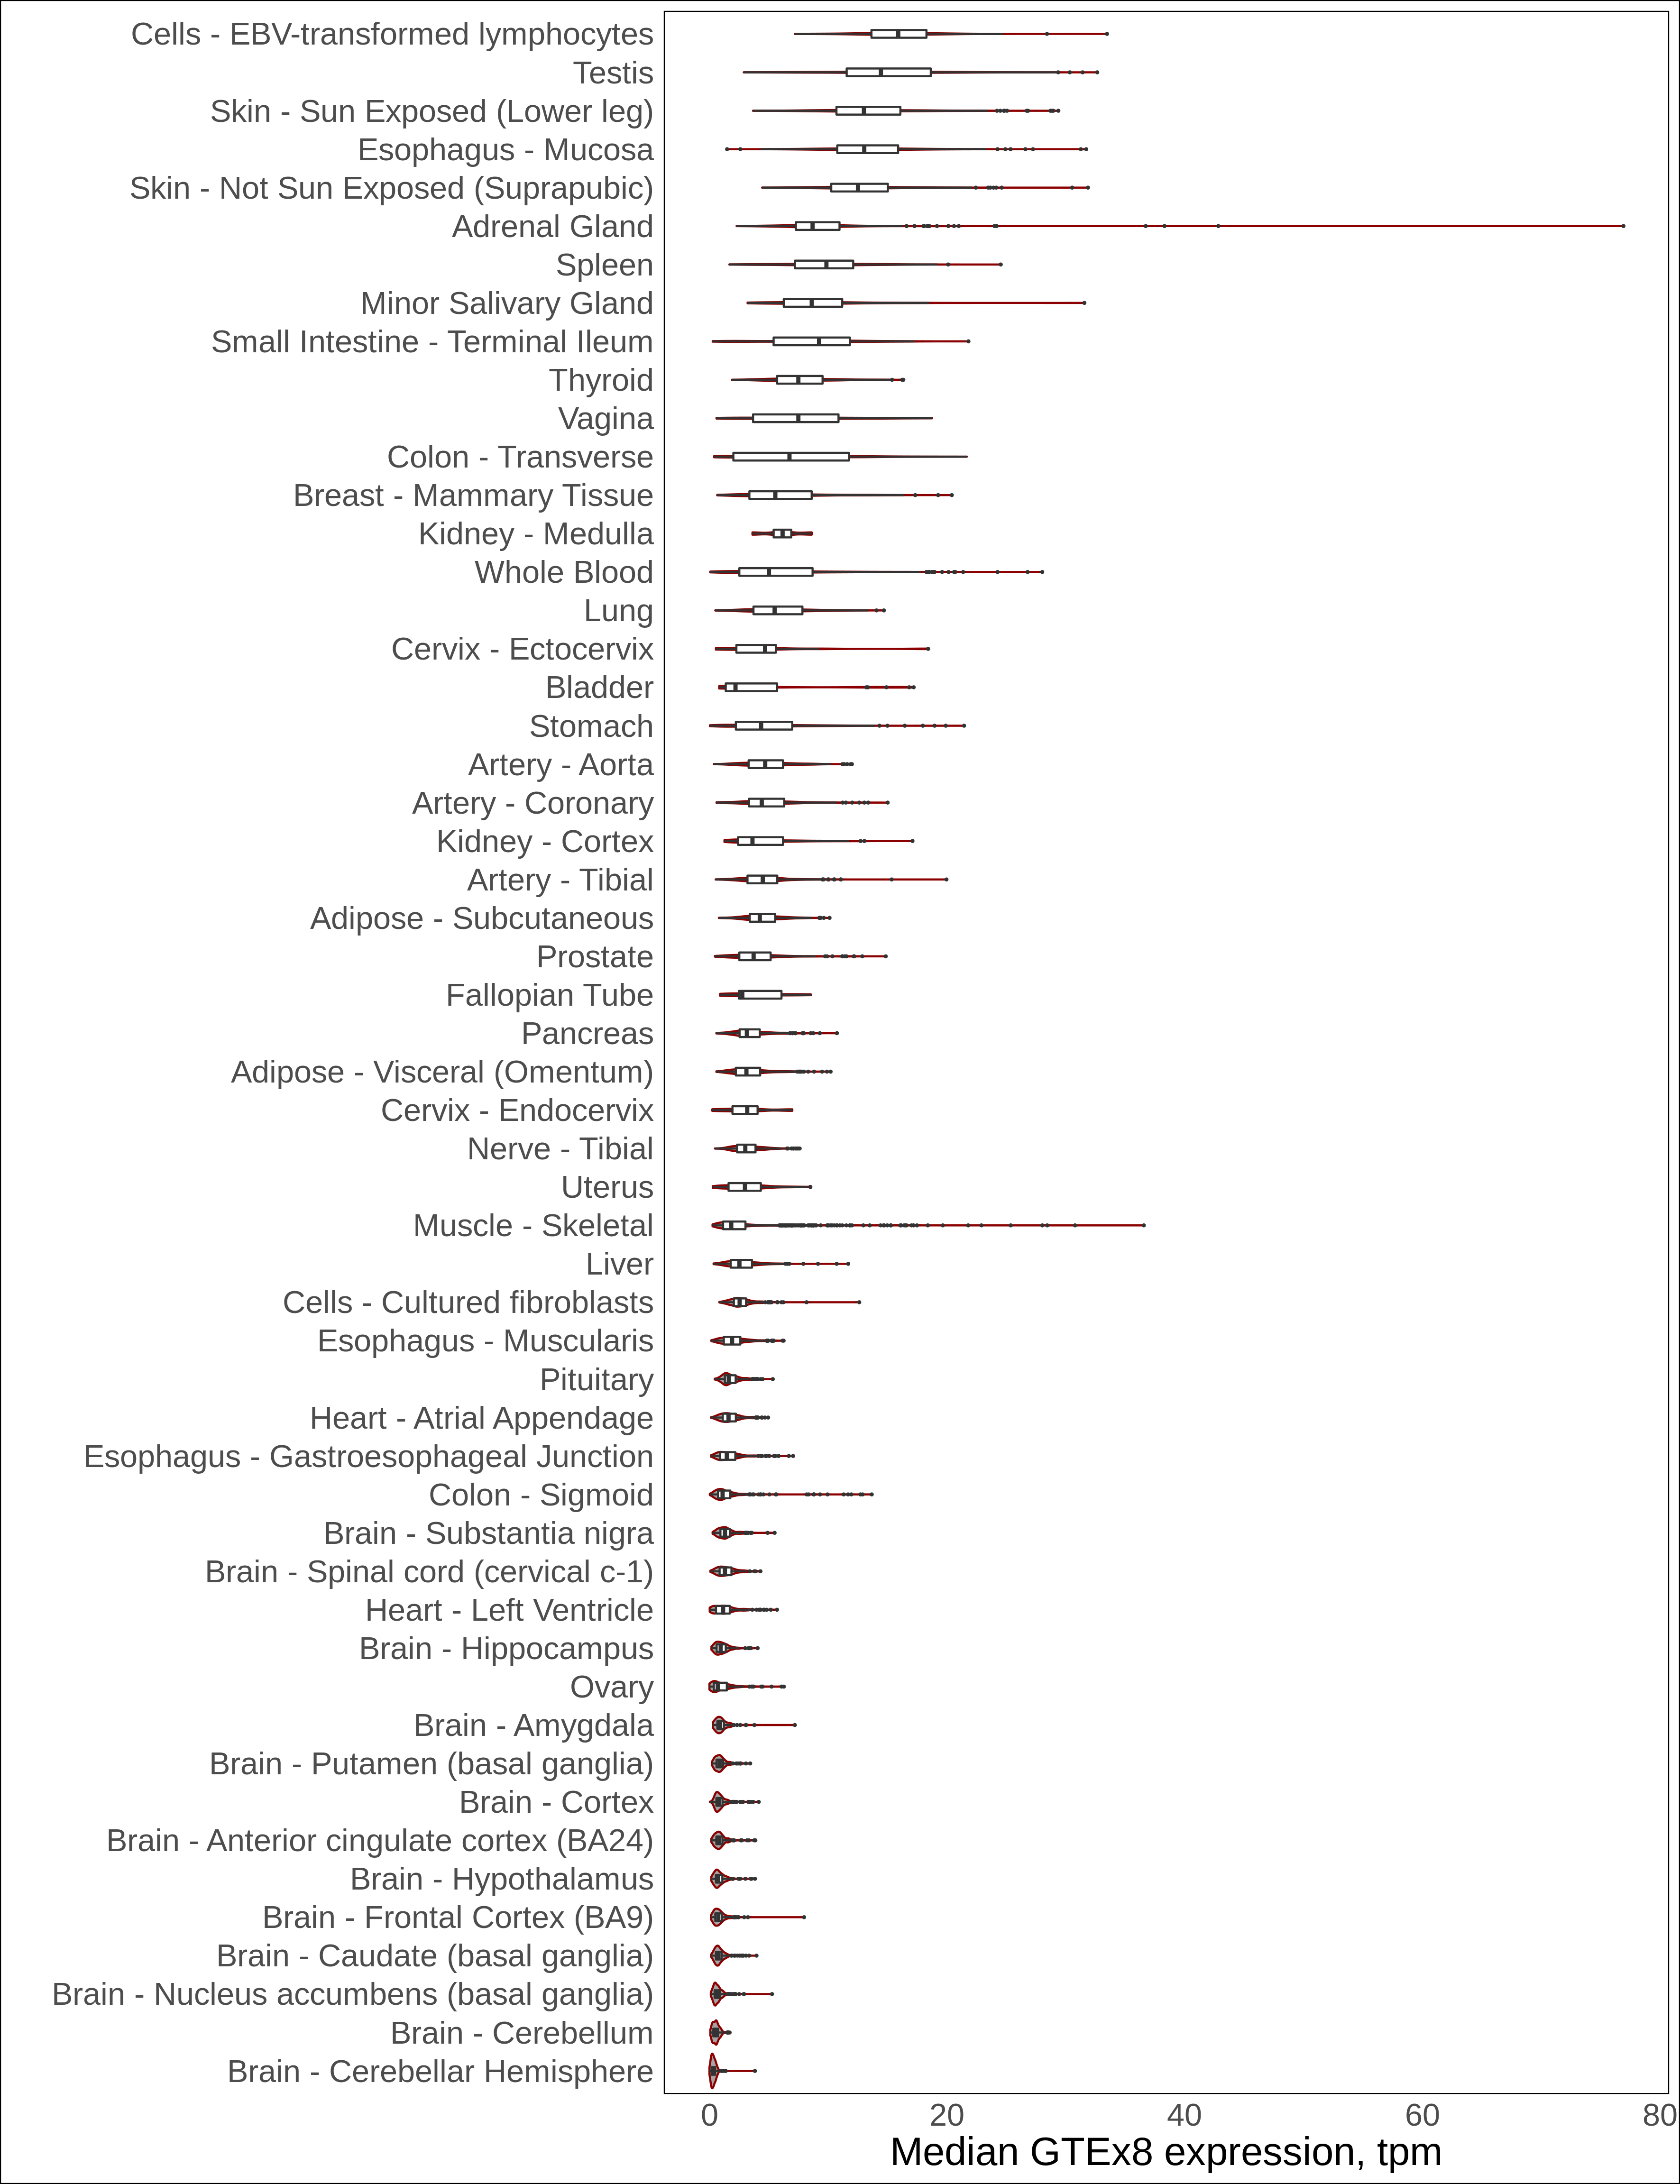 Cells - EBV-transformed lymphocytes
Testis
Skin - Sun Exposed (Lower leg)
Esophagus - Mucosa
Skin - Not Sun Exposed (Suprapubic)
Adrenal Gland
Spleen
Minor Salivary Gland
Small Intestine - Terminal Ileum
Thyroid
Vagina
Colon - Transverse
Breast - Mammary Tissue
Kidney - Medulla
Whole Blood
Lung
Cervix - Ectocervix
Bladder
Stomach
Artery - Aorta
Artery - Coronary
Kidney - Cortex
Artery - Tibial
Adipose - Subcutaneous
Prostate
Fallopian Tube
Pancreas
Adipose - Visceral (Omentum)
Cervix - Endocervix
Nerve - Tibial
Uterus
Muscle - Skeletal
Liver
Cells - Cultured fibroblasts
Esophagus - Muscularis
Pituitary
Heart - Atrial Appendage
Esophagus - Gastroesophageal Junction
Colon - Sigmoid
Brain - Substantia nigra
Brain - Spinal cord (cervical c-1)
Heart - Left Ventricle
Brain - Hippocampus
Ovary
Brain - Amygdala
Brain - Putamen (basal ganglia)
Brain - Cortex
Brain - Anterior cingulate cortex (BA24)
Brain - Hypothalamus
Brain - Frontal Cortex (BA9)
Brain - Caudate (basal ganglia)
Brain - Nucleus accumbens (basal ganglia)
Brain - Cerebellum
Brain - Cerebellar Hemisphere
0 20 40 60 80
Median GTEx8 expression, tpm